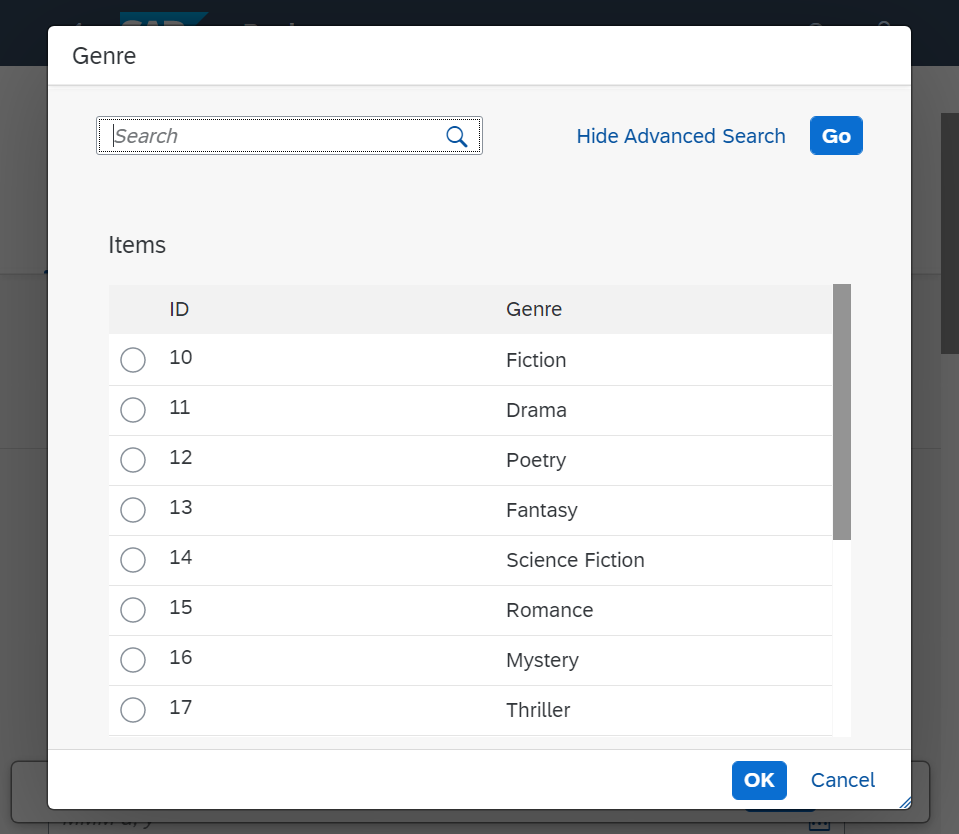 Genre
Search
Hide Advanced Search Go
Items
ID Genre
10 Fiction
11 Drama
12 Poetry
13 Fantasy
14 Science Fiction
15 Romance
16 Mystery
17 Thriller
OK Cancel